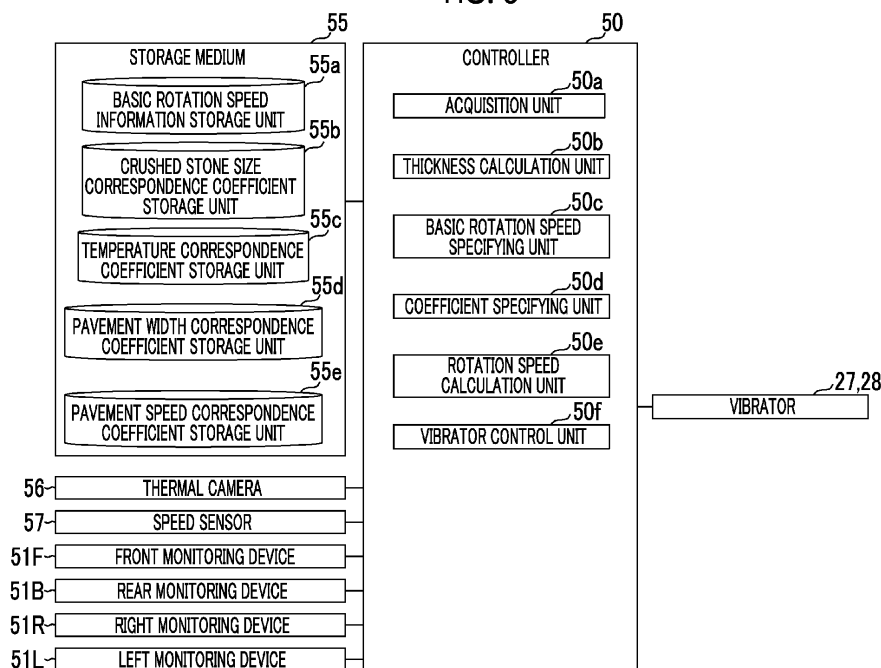 55
STORAGE MEDIUM
55a
BASIC ROTATION SPEED
INFORMATION STORAGE
UNIT
55b
CRUSHED STONE SIZE
CORRESPONDENCE COEFFICIENT
STORAGE UNIT
55c
TEMPERATURE CORRESPONDENCE
COEFFICIENT STORAGE UNIT
55d
PAVEMENT WIDTH CORRESPONDENCE
COEFFICIENT STORAGE UNIT
55e
PAVEMENT SPEED CORRESPONDENCE
COEFFICIENT STORAGE UNIT
56
THERMAL CAMERA
57
SPEED SENSOR
51F
FRONT MONITORING DEVICE
51B
REAR MONITORING DEVICE
51R
RIGHT MONITORING DEVICE
51L
LEFT MONITORING DEVICE
50
CONTROLLER
50a
ACQUISITION UNIT
50b
THICKNESS CALCULATION UNIT
50c
BASIC ROTATION SPEED
SPECIFYING UNIT
50d
COEFFICIENT SPECIFYING UNIT
50e
ROTATION SPEED
CALCULATION UNIT
50f
VIBRATOR CONTROL UNIT
27,28
VIBRATOR